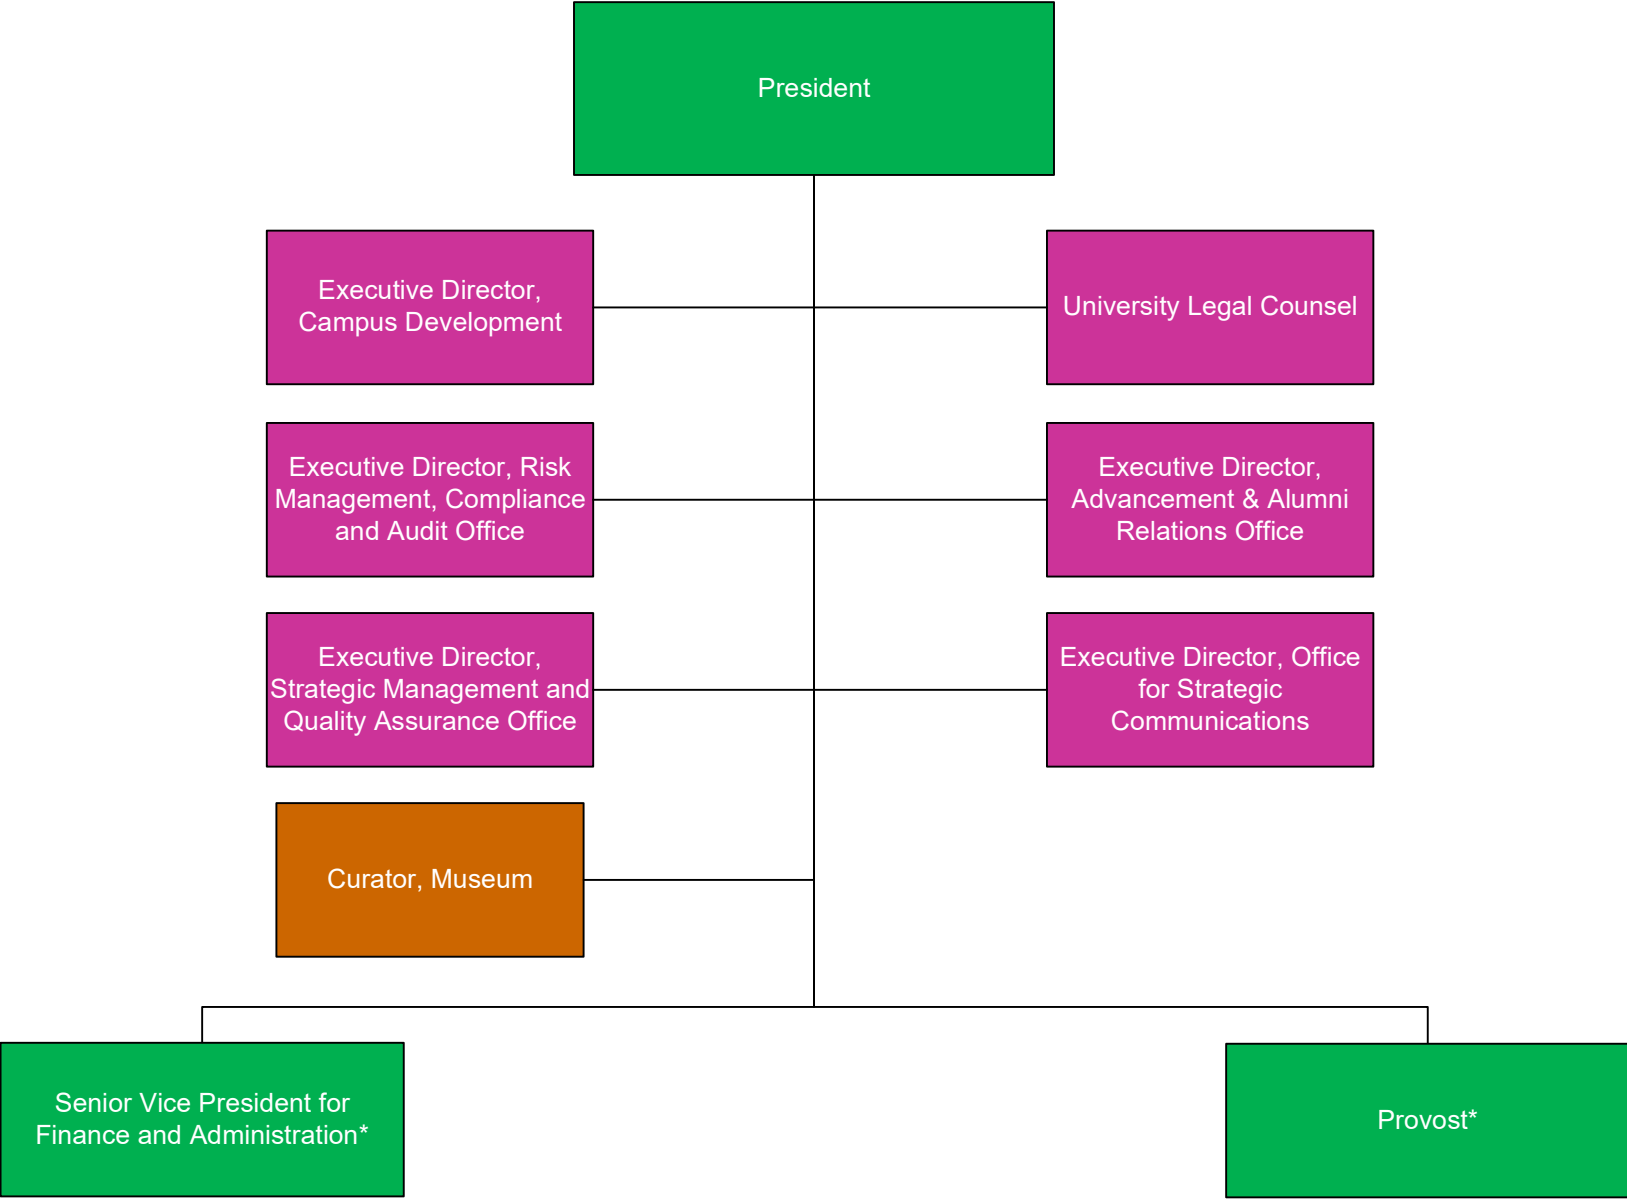 President
Executive Director,
Campus Development
University Legal Counsel
Executive Director, Risk
Management, Compliance
and Audit Office
Executive Director,
Advancement & Alumni
Relations Office
Executive Director,
Strategic Management and
Quality Assurance Office
Executive Director, Office
for Strategic
Communications
Curator, Museum
Senior Vice President for
Finance and Administration*
Provost*